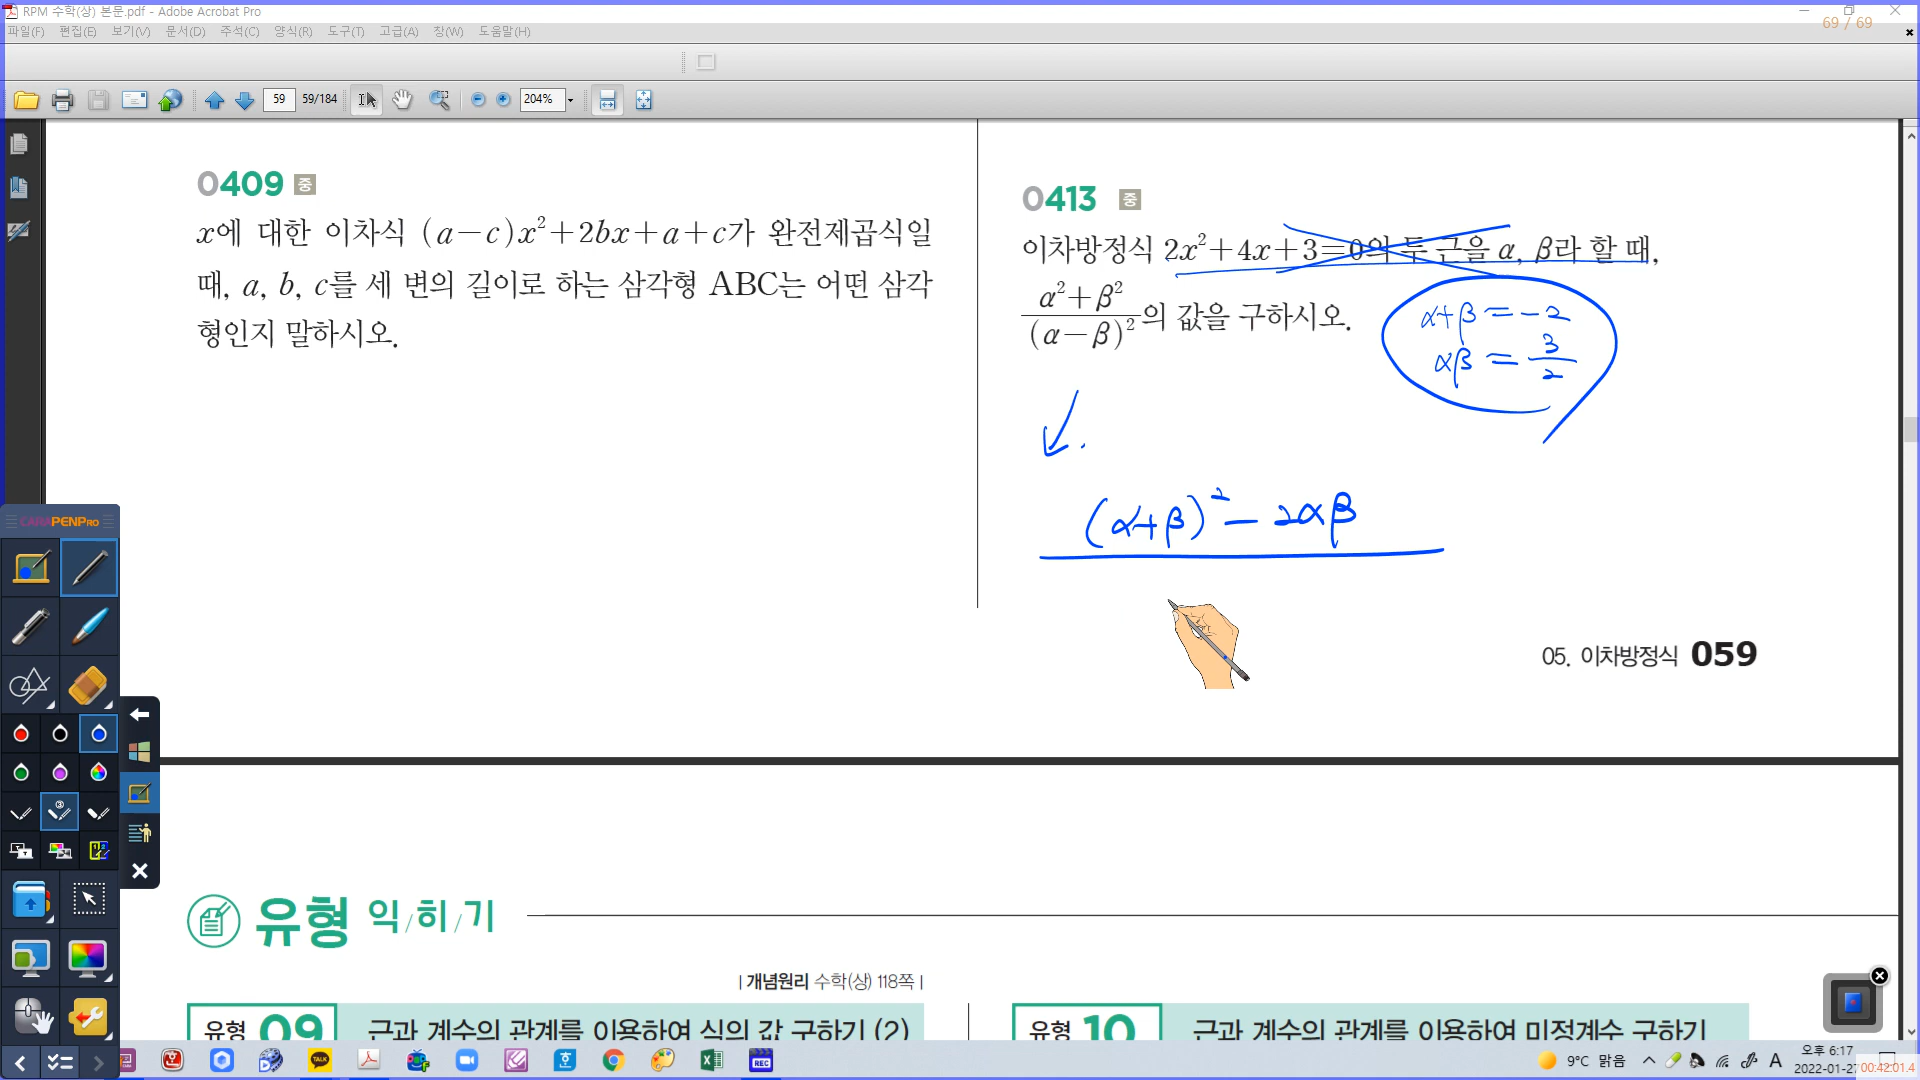 RPM 수학(상) 본문.pdf - Adobe Acrobat Pro
69 / 69
파일(F) 편집(E) 보기(V) 문서(D) 주석(C) 양식(R) 도구(T) 고급(A) 창(W) 도움말(H)
59 59/184 204%
0409 중
x에 대한 이차식 (a-c)x²+2bx+a+c가 완전제곱식일
때, a, b, c를 세 변의 길이로 하는 삼각형 ABC는 어떤 삼각
형인지 말하시오.
0413 중
이차방정식 2x²+4x+3=0의 두 근을 α, β라 할 때,
α²+β²
(α-β)²
의 값을 구하시오.
α+β = -2
αβ = 3/2
(α+β)² - 2αβ
05. 이차방정식 059
CAMAPENPRO
유형 익/히/기
| 개념원리 수학(상) 118쪽 |
유형 09 근과 계수의 관계를 이용하여 식의 값 구하기 (2)
유형 10 근과 계수의 관계를 이용하여 미정계수 구하기
TALK
REC
9°C 맑음
A
오후 6:17
2022-01-27
00:42:01.4